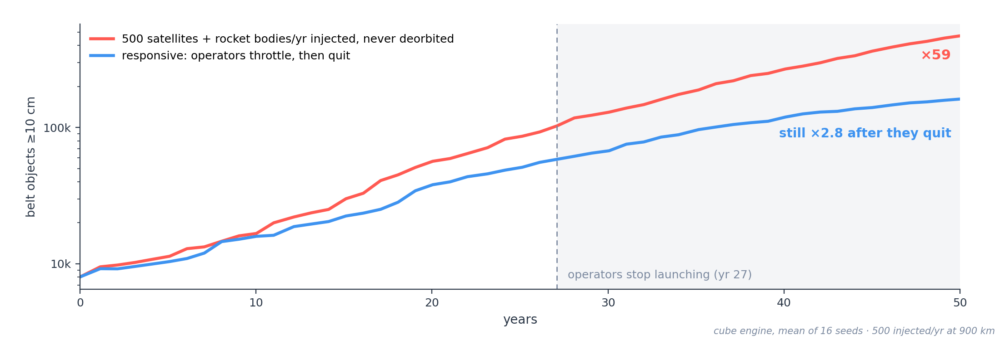 500 satellites + rocket bodies/yr injected, never deorbited
responsive: operators throttle, then quit
×59
still ×2.8 after they quit
operators stop launching (yr 27)
belt objects ≥10 cm
100k
10k
0 10 20 30 40 50
years
cube engine, mean of 16 seeds · 500 injected/yr at 900 km